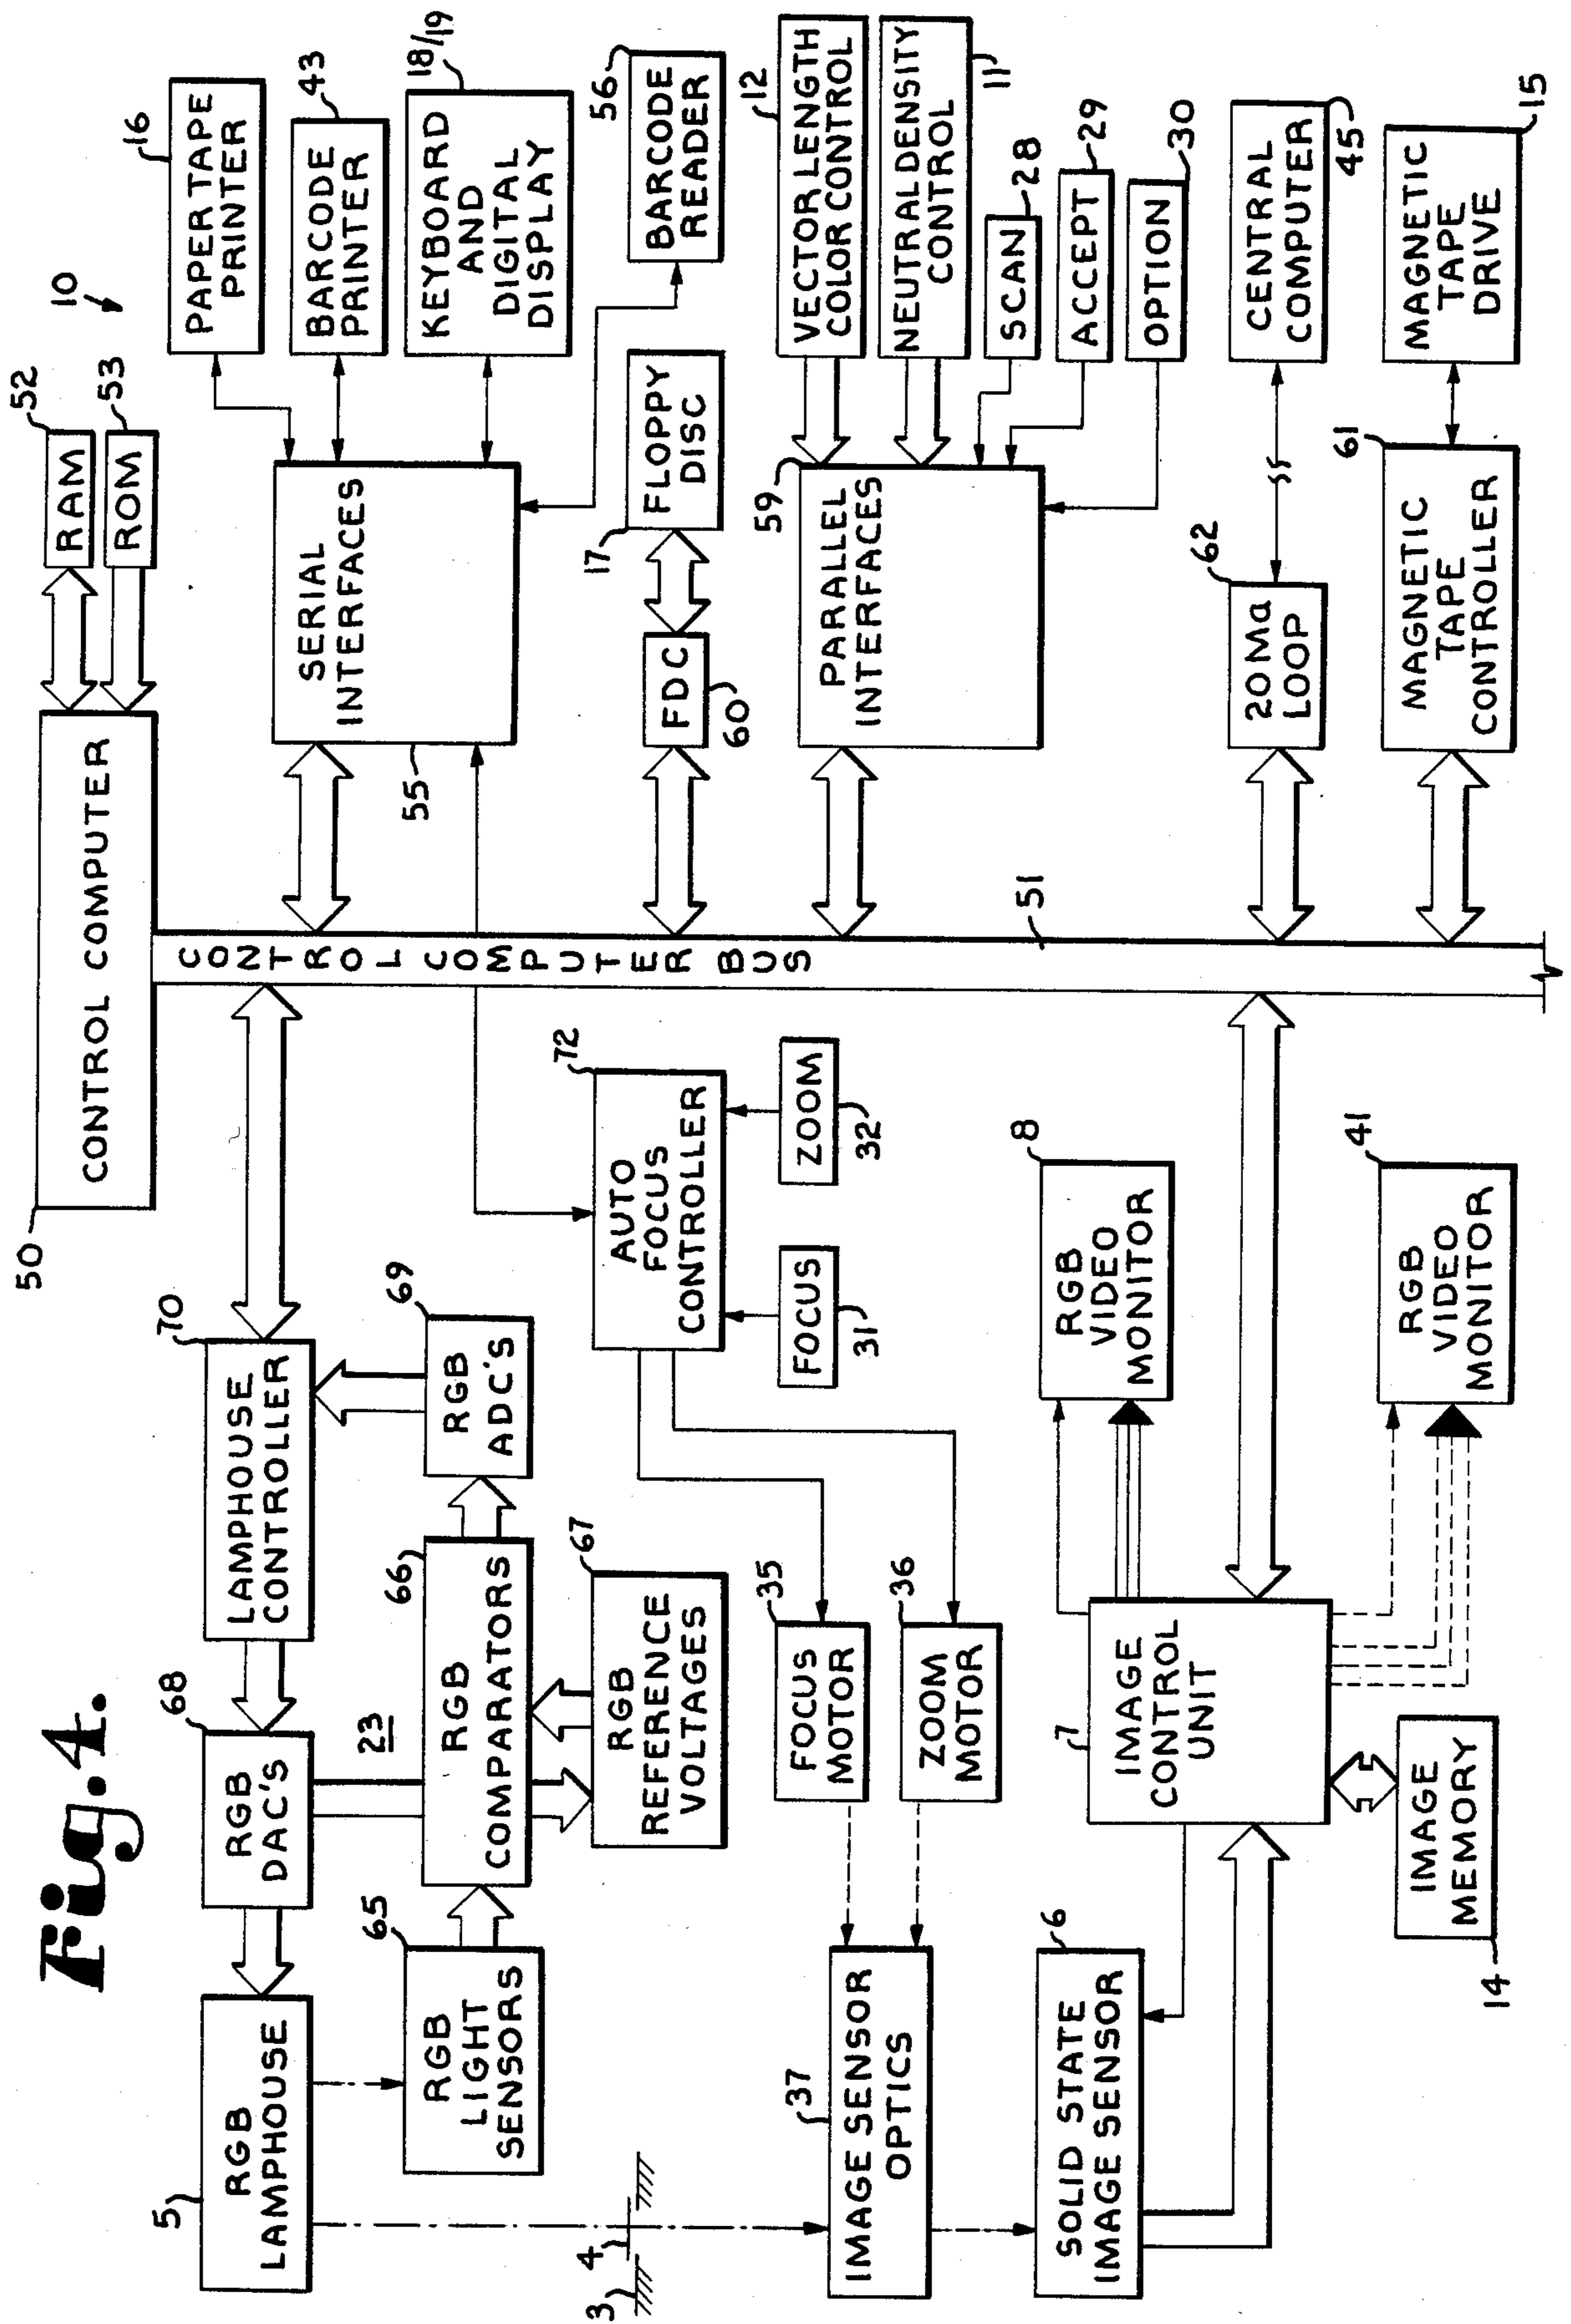 Fig.4.
10
50
CONTROL COMPUTER
52
RAM
53
ROM
CONTROL COMPUTER BUS
51
5
RGB
LAMPHOUSE
68
RGB
DAC'S
70
LAMPHOUSE
CONTROLLER
65
RGB
LIGHT
SENSORS
23
66
RGB
COMPARATORS
69
RGB
ADC'S
67
RGB
REFERENCE
VOLTAGES
72
AUTO
FOCUS
CONTROLLER
FOCUS
31
ZOOM
32
35
FOCUS
MOTOR
36
ZOOM
MOTOR
3
4
37
IMAGE SENSOR
OPTICS
6
SOLID STATE
IMAGE SENSOR
7
IMAGE
CONTROL
UNIT
14
IMAGE
MEMORY
8
RGB
VIDEO
MONITOR
41
RGB
VIDEO
MONITOR
55
SERIAL
INTERFACES
16
PAPER TAPE
PRINTER
43
BARCODE
PRINTER
18/19
KEYBOARD
AND
DIGITAL
DISPLAY
56
BARCODE
READER
60
FDC
17
FLOPPY
DISC
59
PARALLEL
INTERFACES
12
VECTOR LENGTH
COLOR CONTROL
11
NEUTRAL DENSITY
CONTROL
SCAN
28
ACCEPT
29
OPTION
30
62
20Ma
LOOP
CENTRAL
COMPUTER
45
61
MAGNETIC
TAPE
CONTROLLER
MAGNETIC
TAPE
DRIVE
15